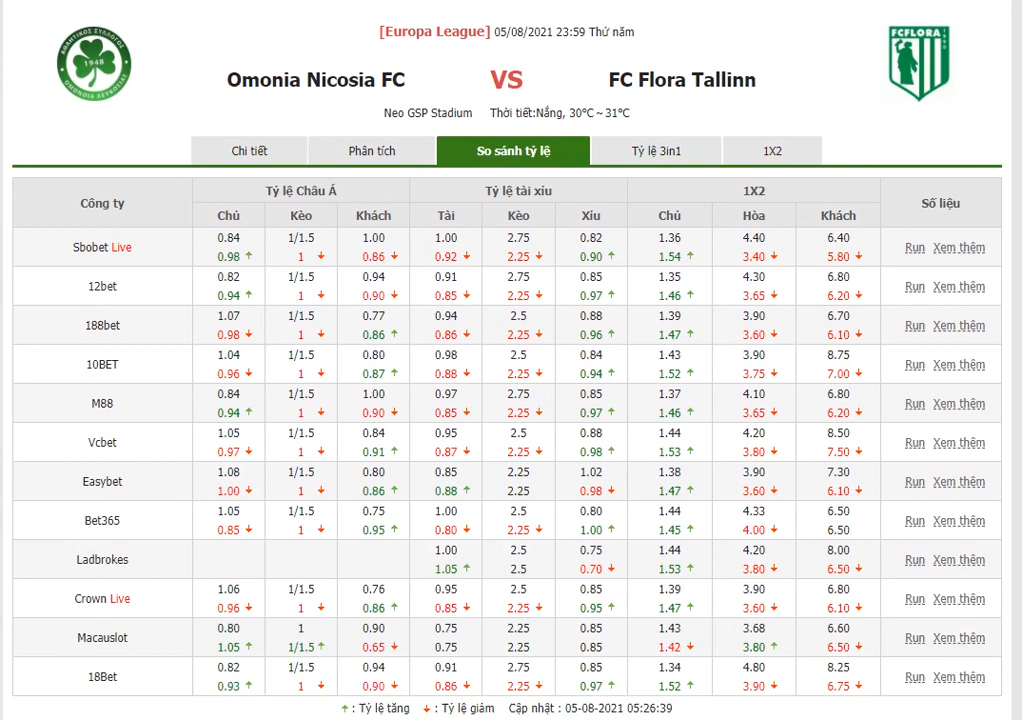 [Europa League] 05/08/2021 23:59 Thứ năm
Omonia Nicosia FC VS FC Flora Tallinn
Neo GSP Stadium Thời tiết:Nắng, 30°C～31°C
1948
FCFLORA 1990
Chi tiết Phân tích So sánh tỷ lệ Tỷ lệ 3in1 1X2
Công ty Tỷ lệ Châu Á Tỷ lệ tài xỉu 1X2 Số liệu
Chủ Kèo Khách Tài Kèo Xỉu Chủ Hòa Khách
Sbobet Live 0.84 1/1.5 1.00 1.00 2.75 0.82 1.36 4.40 6.40 Run Xem thêm
0.98↑ 1↓ 0.86↓ 0.92↓ 2.25↓ 0.90↑ 1.54↑ 3.40↓ 5.80↓
12bet 0.82 1/1.5 0.94 0.91 2.75 0.85 1.35 4.30 6.80 Run Xem thêm
0.94↑ 1↓ 0.90↓ 0.85↓ 2.25↓ 0.97↑ 1.46↑ 3.65↓ 6.20↓
188bet 1.07 1/1.5 0.77 0.94 2.5 0.88 1.39 3.90 6.70 Run Xem thêm
0.98↓ 1↓ 0.86↑ 0.86↓ 2.25↓ 0.96↑ 1.47↑ 3.60↓ 6.10↓
10BET 1.04 1/1.5 0.80 0.98 2.5 0.84 1.43 3.90 8.75 Run Xem thêm
0.96↓ 1↓ 0.87↑ 0.88↓ 2.25↓ 0.94↑ 1.52↑ 3.75↓ 7.00↓
M88 0.84 1/1.5 1.00 0.97 2.75 0.85 1.37 4.10 6.80 Run Xem thêm
0.94↑ 1↓ 0.90↓ 0.85↓ 2.25↓ 0.97↑ 1.46↑ 3.65↓ 6.20↓
Vcbet 1.05 1/1.5 0.84 0.95 2.5 0.88 1.44 4.20 8.50 Run Xem thêm
0.97↓ 1↓ 0.91↑ 0.87↓ 2.25↓ 0.98↑ 1.53↑ 3.80↓ 7.50↓
Easybet 1.08 1/1.5 0.80 0.85 2.25 1.02 1.38 3.90 7.30 Run Xem thêm
1.00↓ 1↓ 0.86↑ 0.88↑ 2.25 0.98↓ 1.47↑ 3.60↓ 6.10↓
Bet365 1.05 1/1.5 0.75 1.00 2.5 0.80 1.44 4.33 6.50 Run Xem thêm
0.85↓ 1↓ 0.95↑ 0.80↓ 2.25↓ 1.00↑ 1.45↑ 4.00↓ 6.50
Ladbrokes 1.00 2.5 0.75 1.44 4.20 8.00 Run Xem thêm
1.05↑ 2.5 0.70↓ 1.53↑ 3.80↓ 6.50↓
Crown Live 1.06 1/1.5 0.76 0.95 2.5 0.85 1.39 3.90 6.80 Run Xem thêm
0.96↓ 1↓ 0.86↑ 0.85↓ 2.25↓ 0.95↑ 1.47↑ 3.60↓ 6.10↓
Macauslot 0.80 1 0.90 0.75 2.25 0.85 1.43 3.68 6.60 Run Xem thêm
1.05↑ 1/1.5↑ 0.65↓ 0.75 2.25 0.85 1.42↓ 3.80↑ 6.50↓
18Bet 0.82 1/1.5 0.94 0.91 2.75 0.85 1.34 4.80 8.25 Run Xem thêm
0.93↑ 1↓ 0.90↓ 0.86↓ 2.25↓ 0.97↑ 1.52↑ 3.90↓ 6.75↓
↑: Tỷ lệ tăng ↓: Tỷ lệ giảm Cập nhật : 05-08-2021 05:26:39